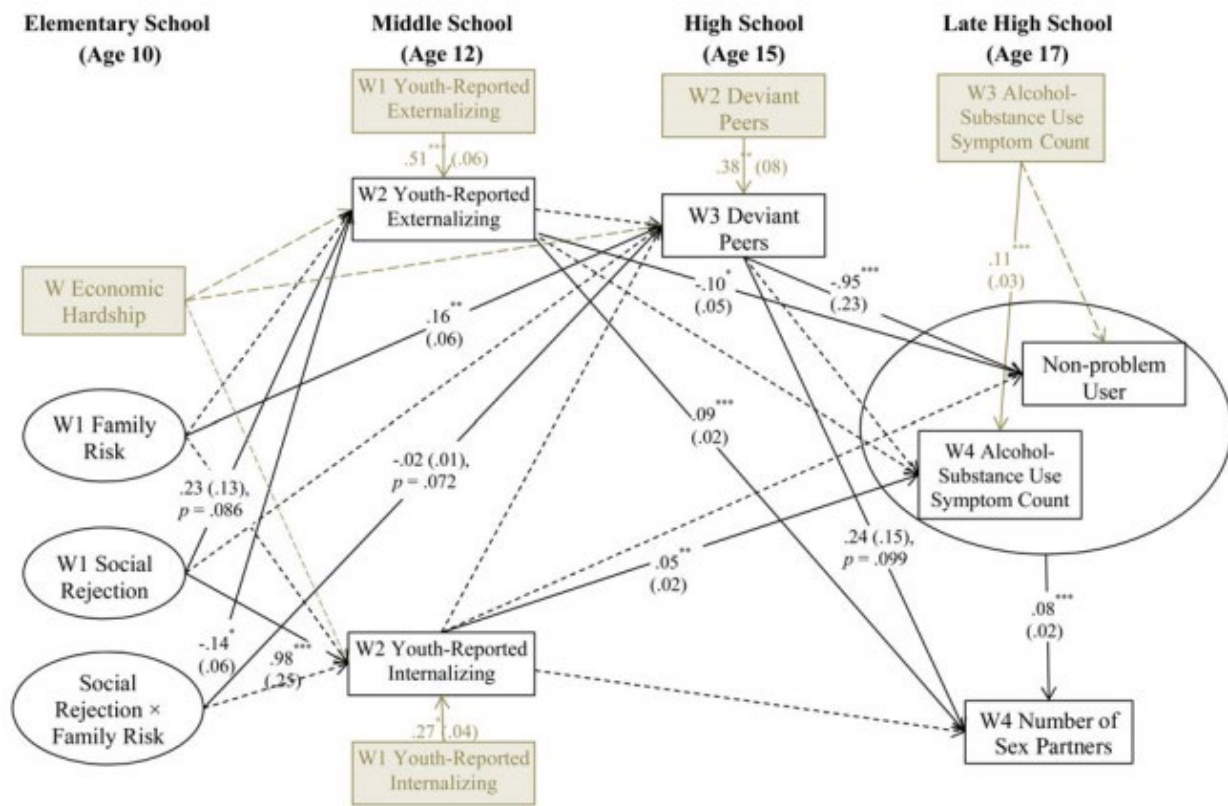 Elementary School
(Age 10)
Middle School
(Age 12)
High School
(Age 15)
Late High School
(Age 17)
W1 Youth-Reported
Externalizing
W2 Deviant
Peers
W3 Alcohol-
Substance Use
Symptom Count
.51*** (.06)
.38** (08)
W2 Youth-Reported
Externalizing
W3 Deviant
Peers
W Economic
Hardship
.11***
(.03)
-.10*
(.05)
-.95***
(.23)
.16**
(.06)
Non-problem
User
W1 Family
Risk
.09***
(.02)
-.02 (.01),
p = .072
W4 Alcohol-
Substance Use
Symptom Count
.23 (.13),
p = .086
.24 (.15),
p = .099
W1 Social
Rejection
.05**
(.02)
.08***
(.02)
-.14*
(.06)
.98***
(.25)
W2 Youth-Reported
Internalizing
Social
Rejection ×
Family Risk
W4 Number of
Sex Partners
.27* (.04)
W1 Youth-Reported
Internalizing